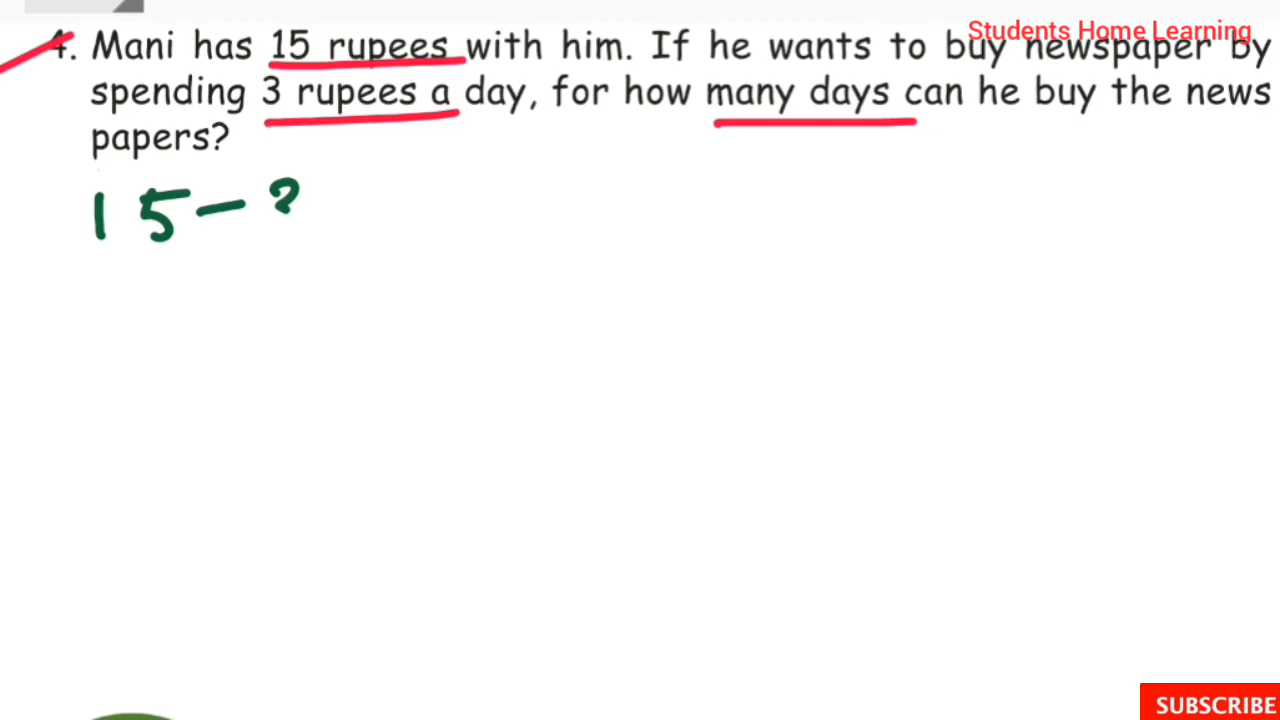 Students Home Learning
4. Mani has 15 rupees with him. If he wants to buy newspaper by
spending 3 rupees a day, for how many days can he buy the news
papers?
15-
SUBSCRIBE